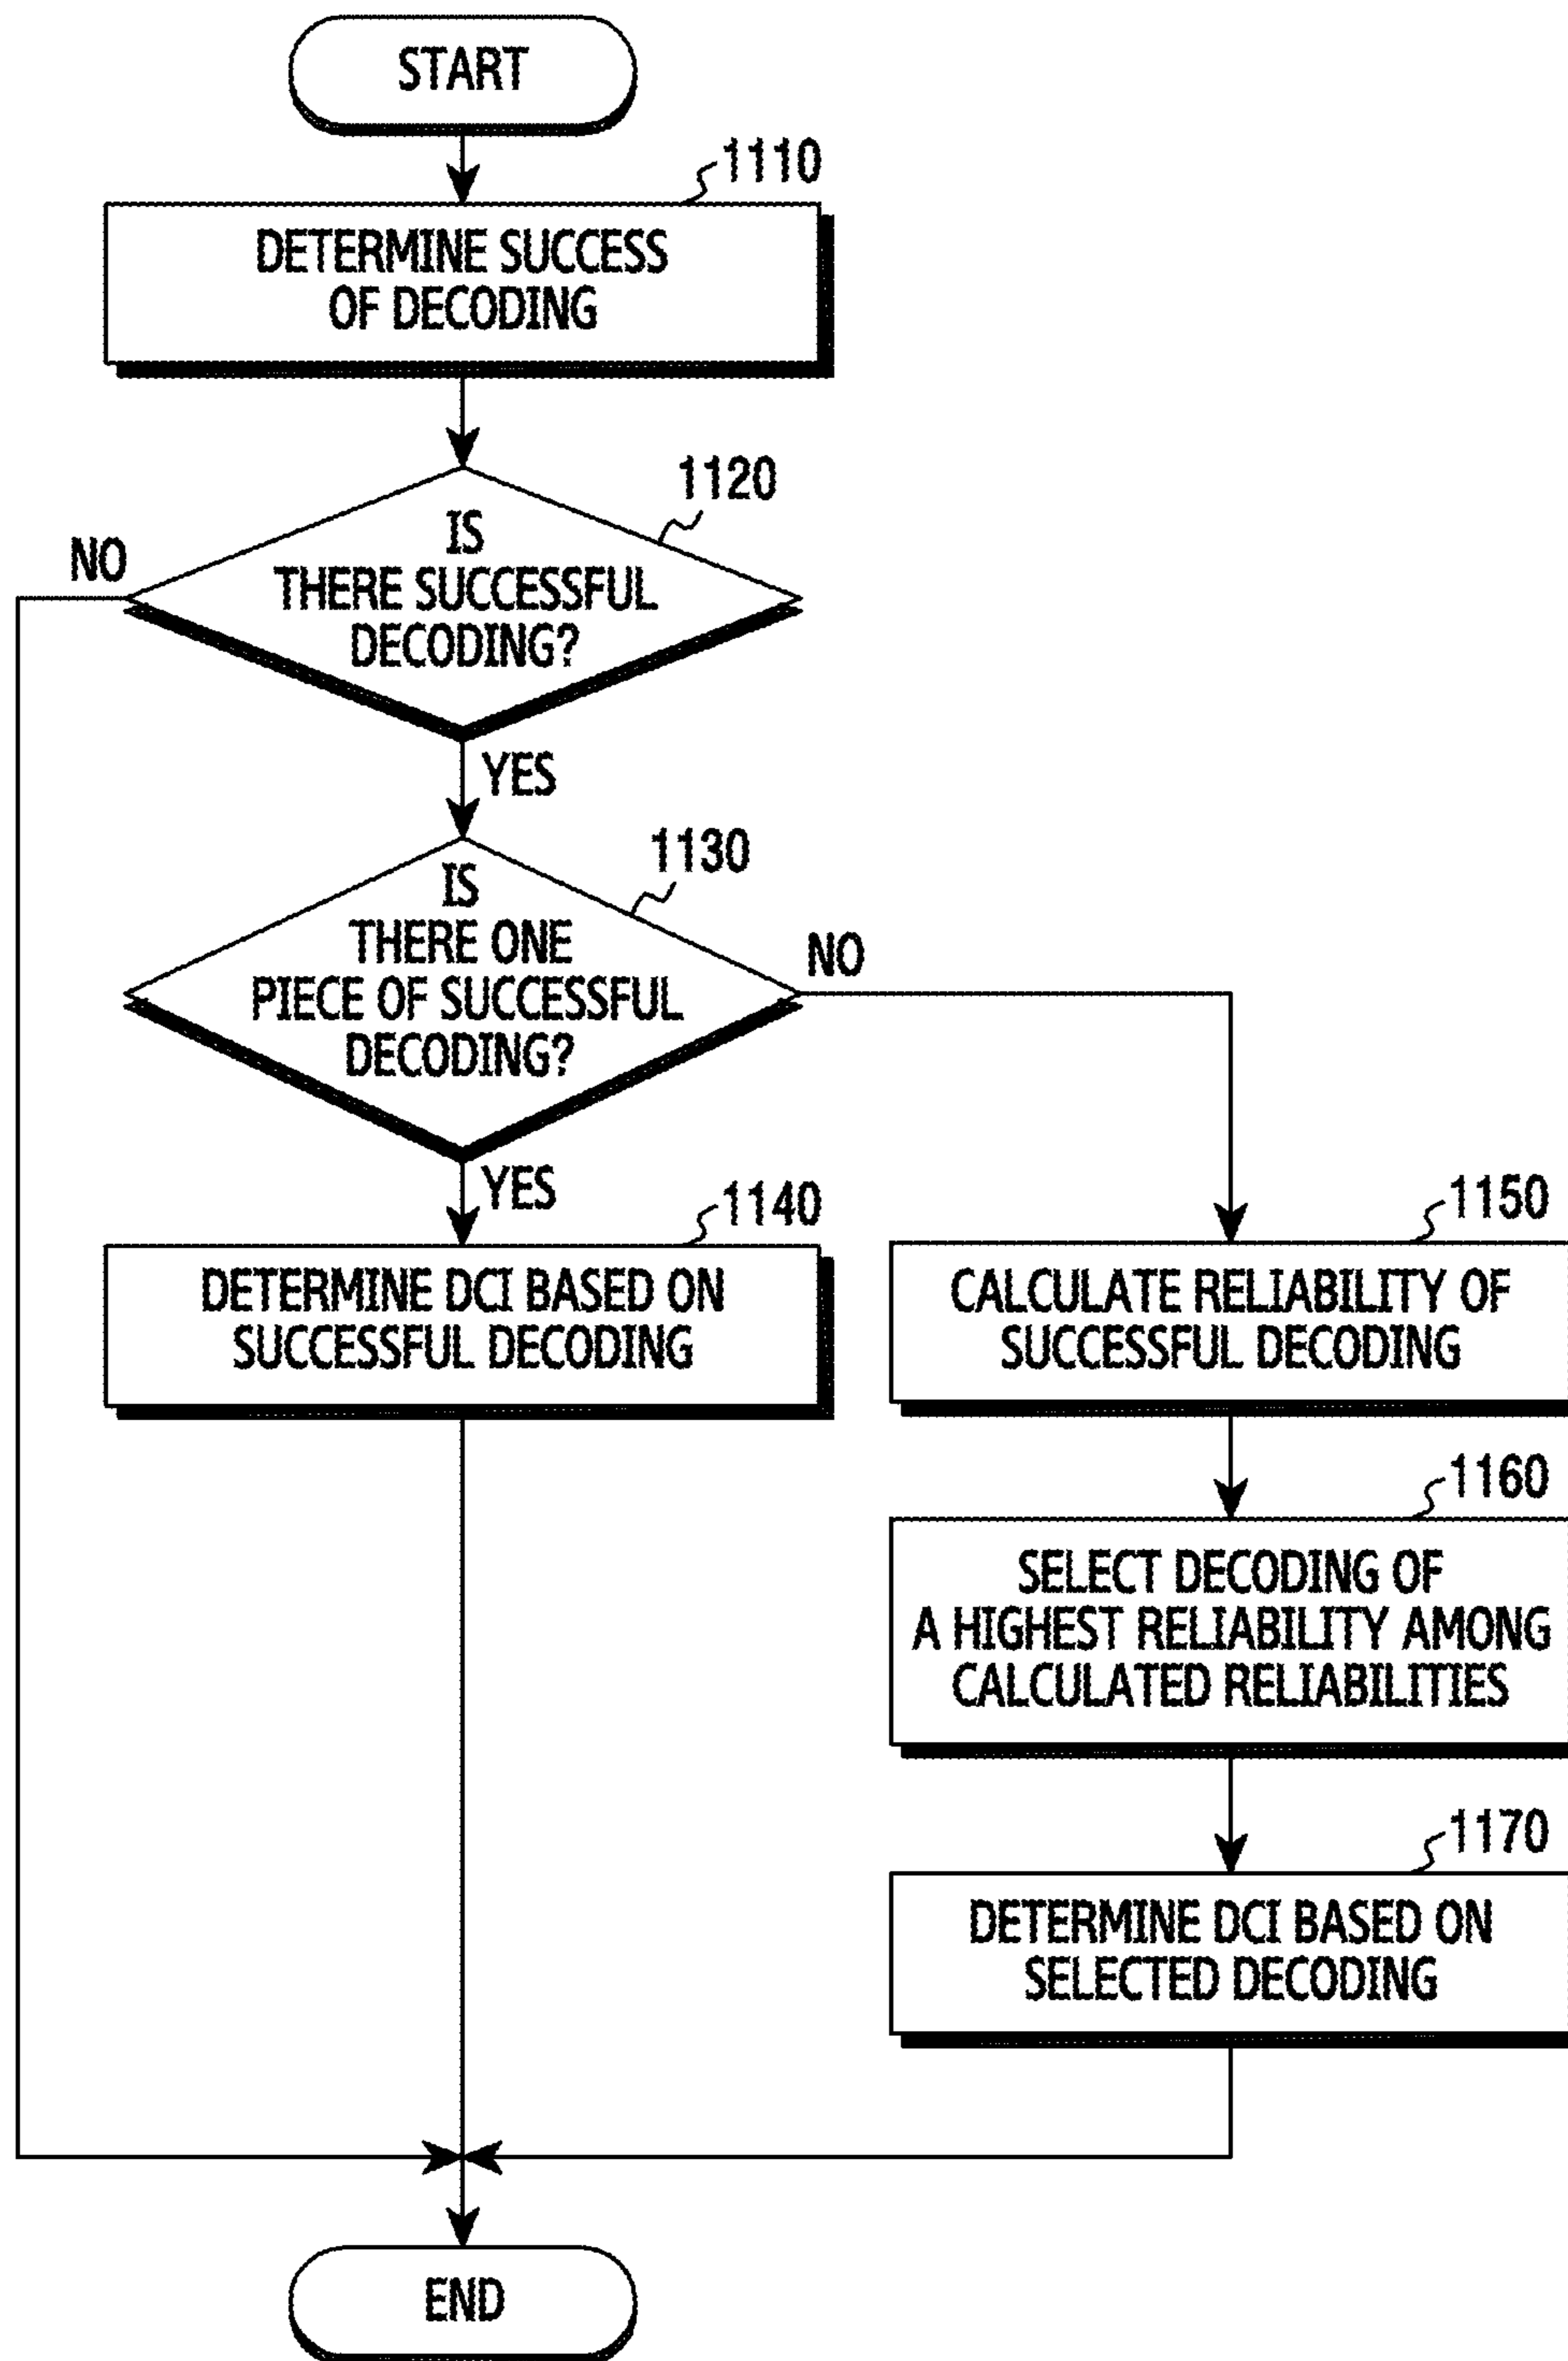 START
1110
DETERMINE SUCCESS
OF DECODING
1120
IS
THERE SUCCESSFUL
DECODING?
NO
YES
1130
IS
THERE ONE
PIECE OF SUCCESSFUL
DECODING?
NO
YES
1140
DETERMINE DCI BASED ON
SUCCESSFUL DECODING
1150
CALCULATE RELIABILITY OF
SUCCESSFUL DECODING
1160
SELECT DECODING OF
A HIGHEST RELIABILITY AMONG
CALCULATED RELIABILITIES
1170
DETERMINE DCI BASED ON
SELECTED DECODING
END